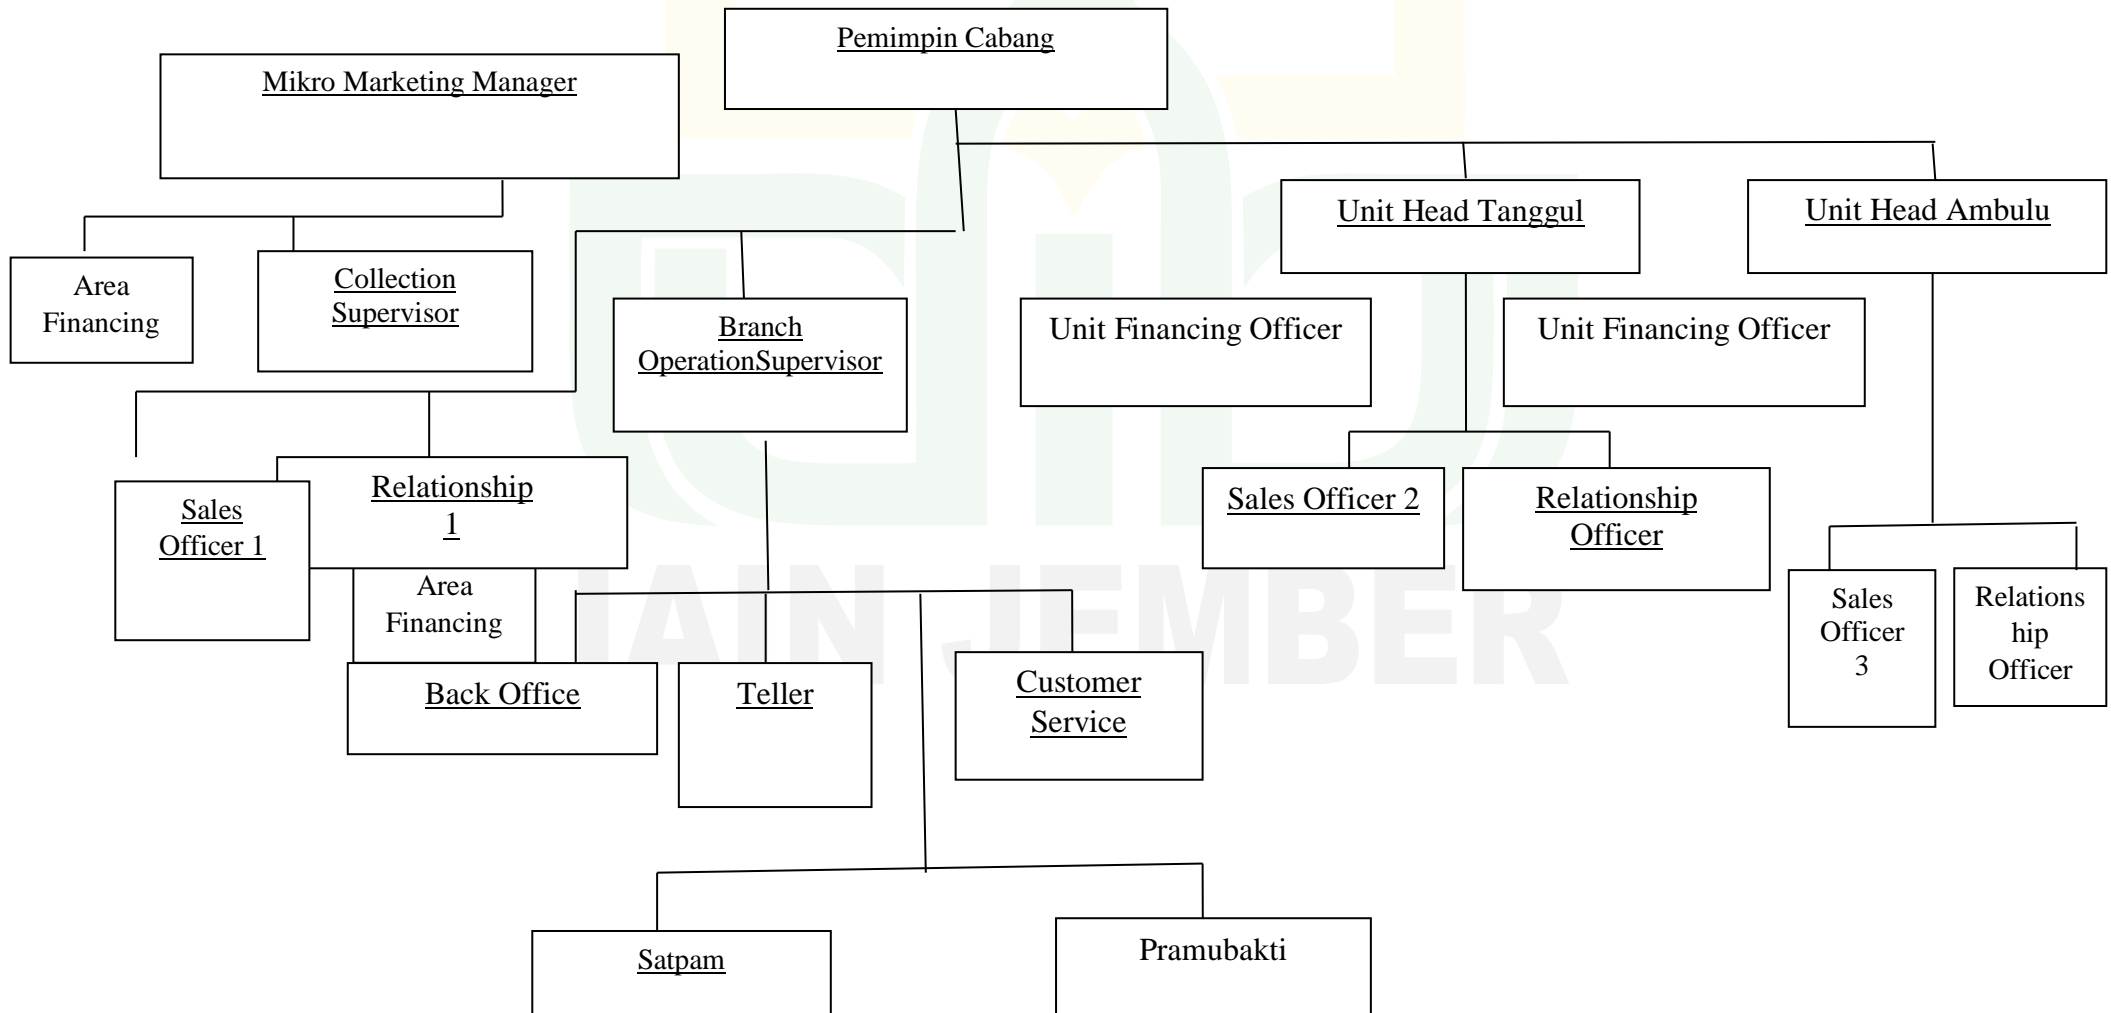 Pemimpin Cabang
Mikro Marketing Manager
Unit Head Tanggul
Unit Head Ambulu
Area
Financing
Collection
Supervisor
Branch
OperationSupervisor
Unit Financing Officer
Unit Financing Officer
Sales
Officer 1
Relationship
1
Area
Financing
Sales Officer 2
Relationship
Officer
Sales
Officer
3
Relations
hip
Officer
Back Office
Teller
Customer
Service
Satpam
Pramubakti
IAIN JEMBER